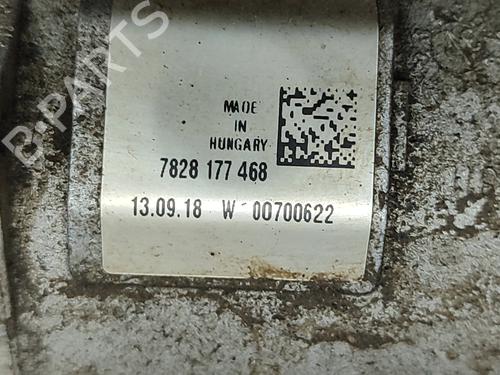 B-PARTS
MADE
IN
HUNGARY
7828 177 468
13.09.18 W 00700622